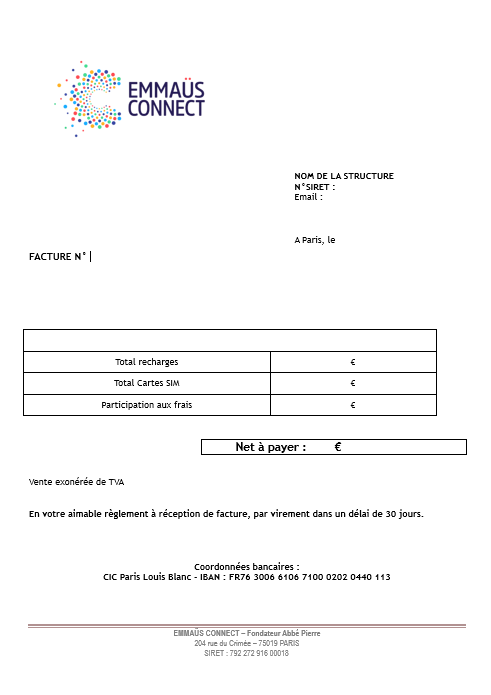 EMMAÜS
CONNECT
NOM DE LA STRUCTURE
N°SIRET :
Email :
A Paris, le
FACTURE N°
Total recharges €
Total Cartes SIM €
Participation aux frais €
Net à payer : €
Vente exonérée de TVA
En votre aimable règlement à réception de facture, par virement dans un délai de 30 jours.
Coordonnées bancaires :
CIC Paris Louis Blanc - IBAN : FR76 3006 6106 7100 0202 0440 113
EMMAÜS CONNECT – Fondateur Abbé Pierre
204 rue du Crimée – 75019 PARIS
SIRET : 792 272 916 00018